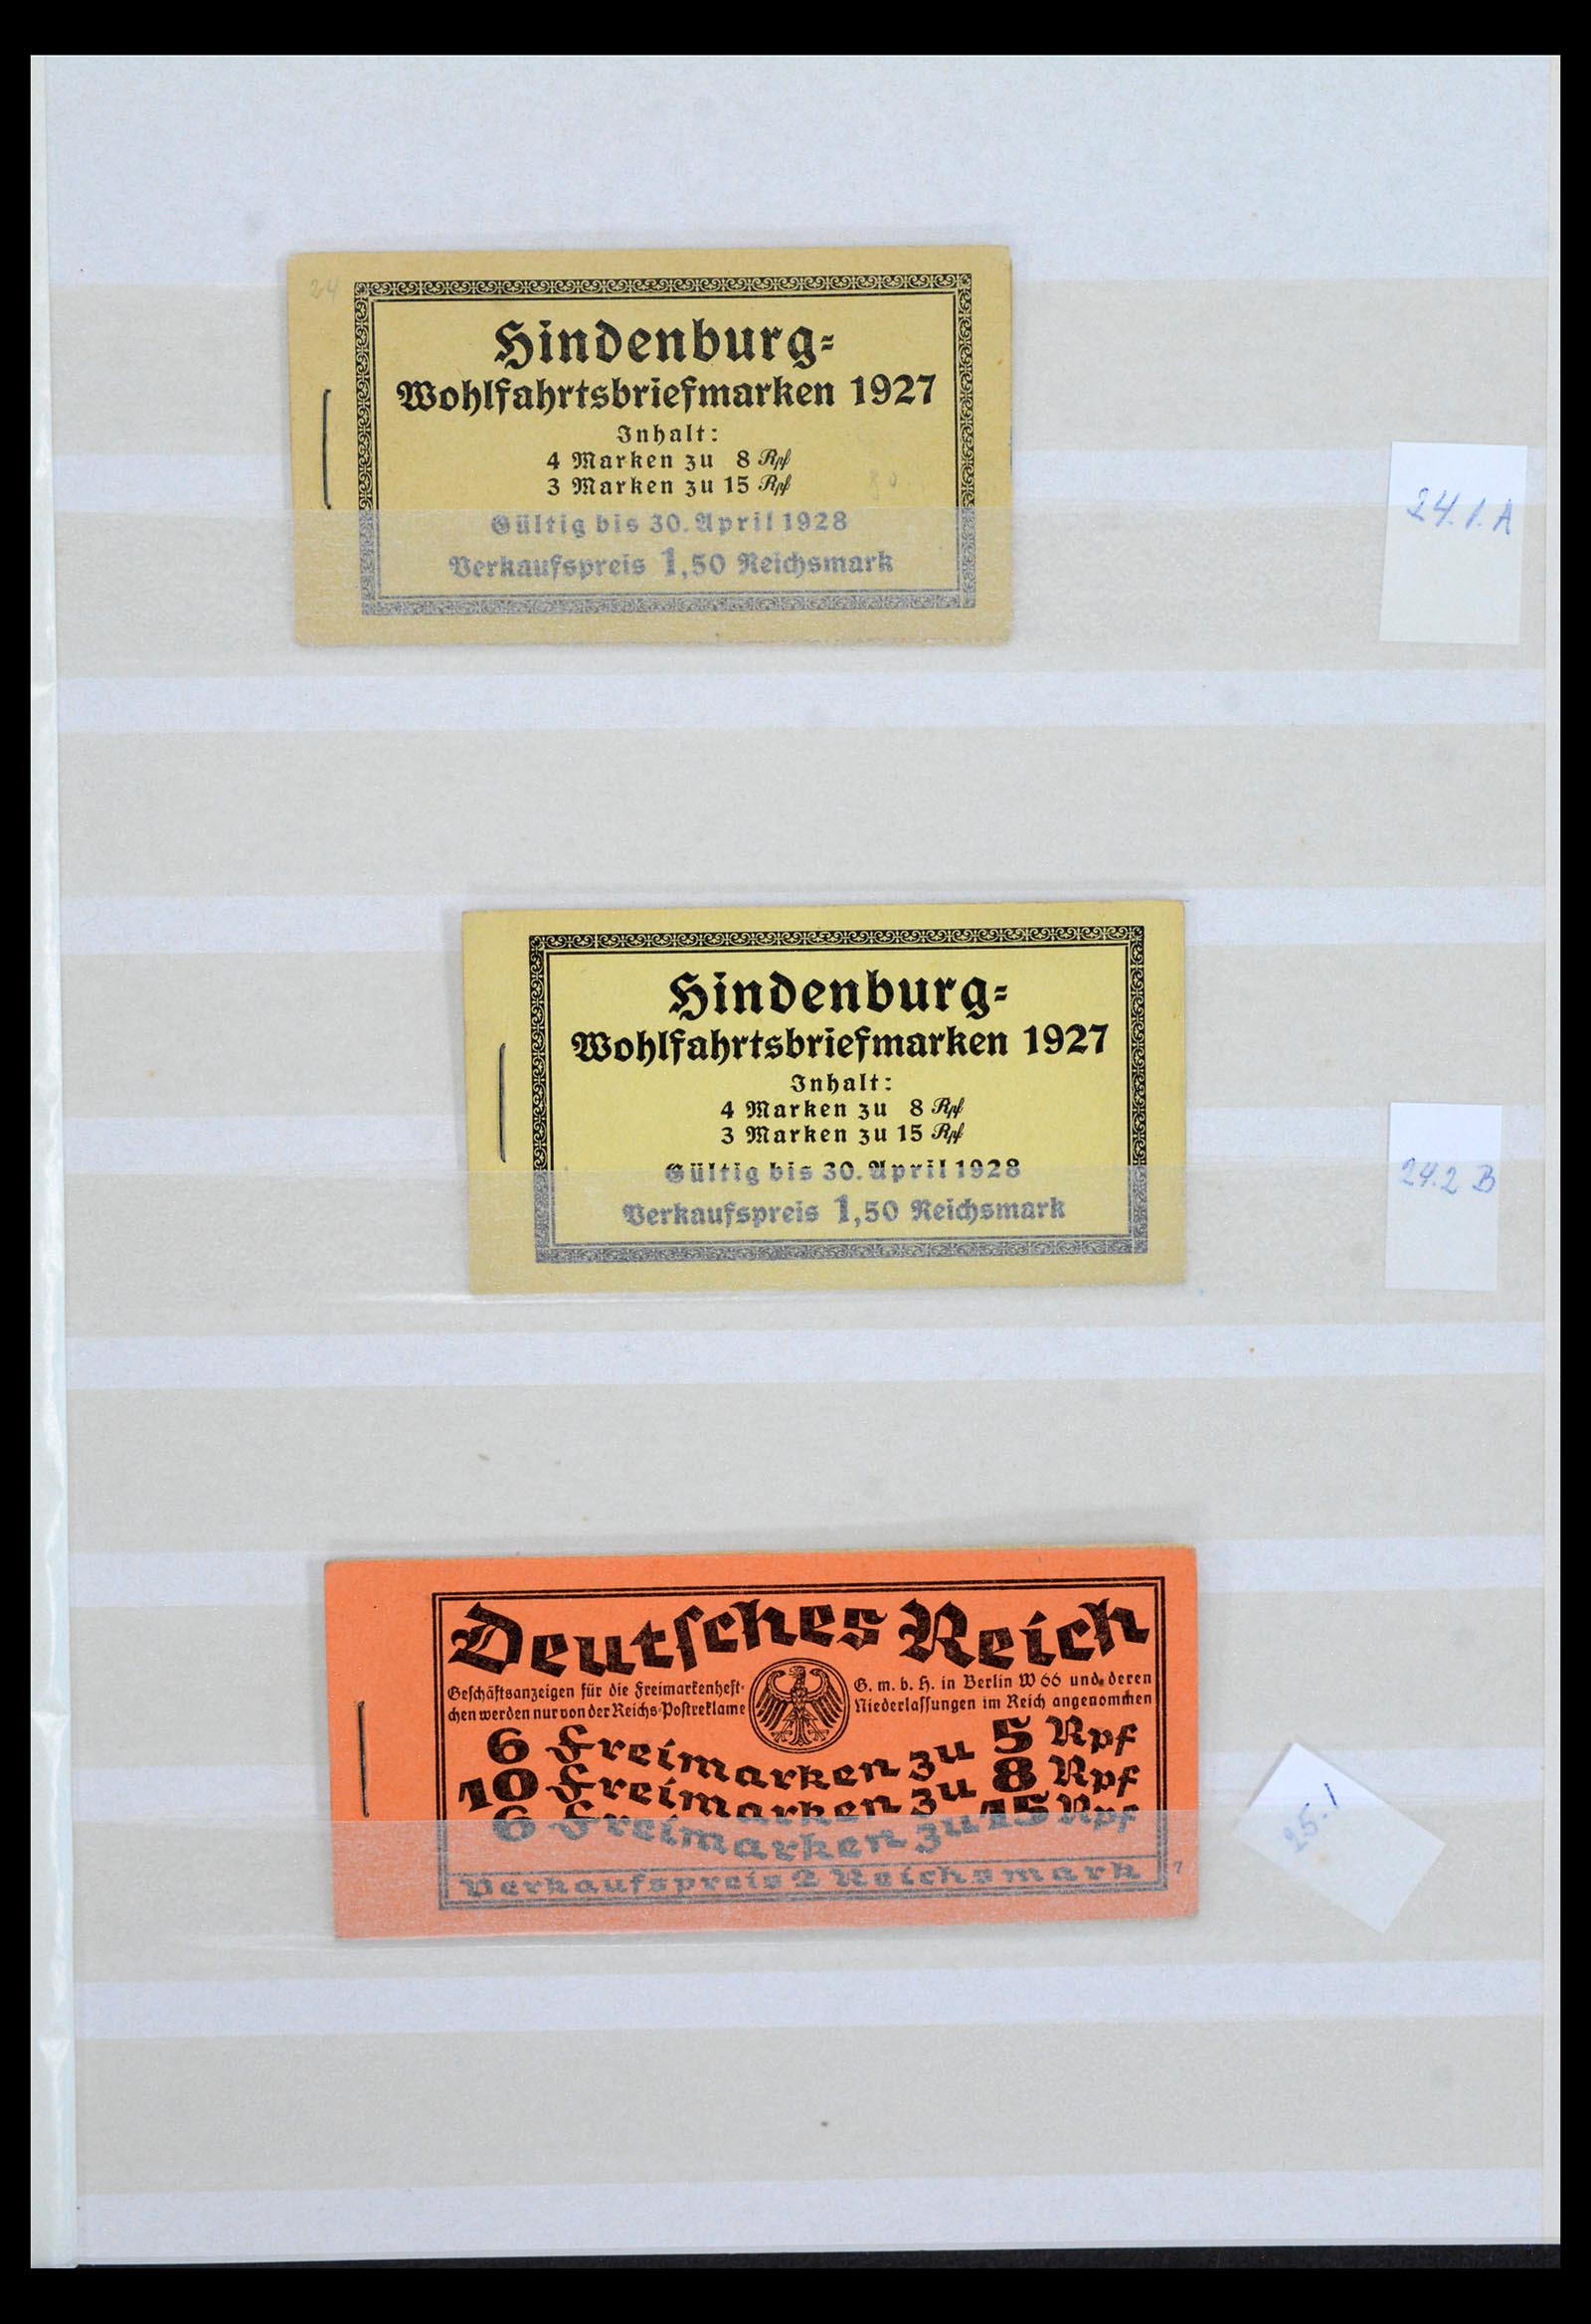 24
Hindenburg=
Wohlfahrtsbriefmarken 1927
Inhalt:
4 Marken zu 8 Rpf
3 Marken zu 15 Rpf
80
Gültig bis 30. April 1928
Verkaufspreis 1,50 Reichsmark
24.1.A
Hindenburg=
Wohlfahrtsbriefmarken 1927
Inhalt:
4 Marken zu 8 Rpf
3 Marken zu 15 Rpf
Gültig bis 30. April 1928
Verkaufspreis 1,50 Reichsmark
24.2 B
Deutsches Reich
Geschäftsanzeigen für die Freimarkenheft-
chen werden nur von der Reichs-Postreklame
G. m. b. H. in Berlin W 66 und deren
Niederlassungen im Reich angenommen
6 Freimarken zu 5 Rpf
10 Freimarken zu 8 Rpf
6 Freimarken zu 15 Rpf
Verkaufspreis 2 Reichsmark
7
25.1